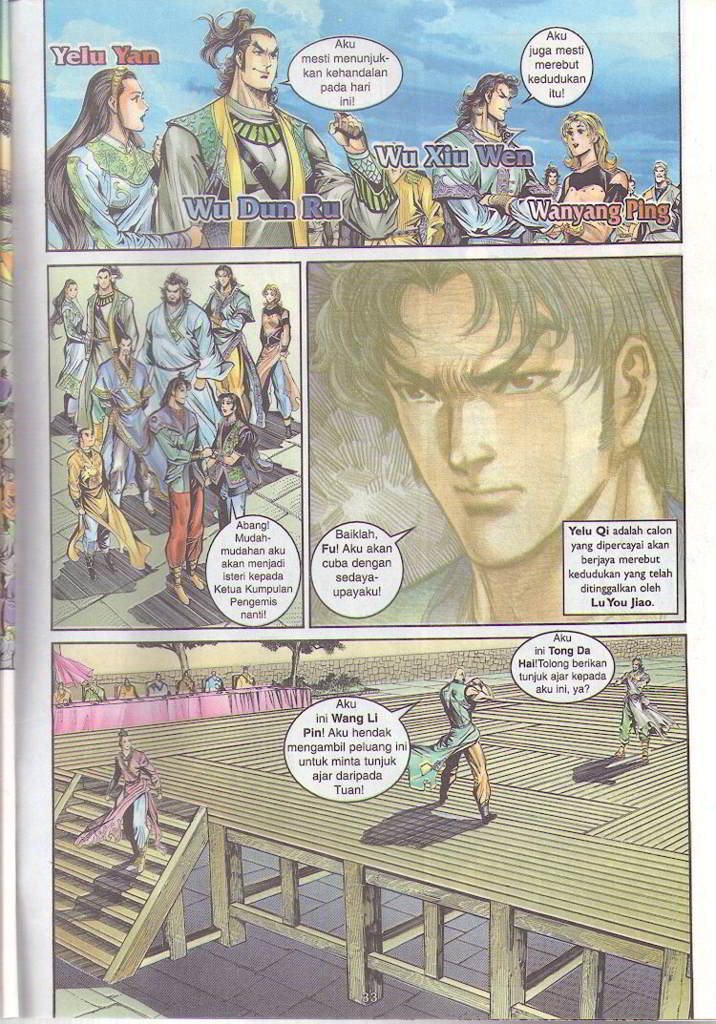 Yelu Yan
Aku
mesti menunjuk-
kan kehandalan
pada hari
ini!
Aku
juga mesti
merebut
kedudukan
itu!
Wu Xiu Wen
Wu Dun Ru
Wanyang Ping
Abang!
Mudah-
mudahan aku
akan menjadi
isteri kepada
Ketua Kumpulan
Pengemis
nanti!
Baiklah,
Fu! Aku akan
cuba dengan
sedaya-
upayaku!
Yelu Qi adalah calon
yang dipercayai akan
berjaya merebut
kedudukan yang telah
ditinggalkan oleh
Lu You Jiao.
Aku
ini Wang Li
Pin! Aku hendak
mengambil peluang ini
untuk minta tunjuk
ajar daripada
Tuan!
Aku
ini Tong Da
Hai!Tolong berikan
tunjuk ajar kepada
aku ini, ya?
33